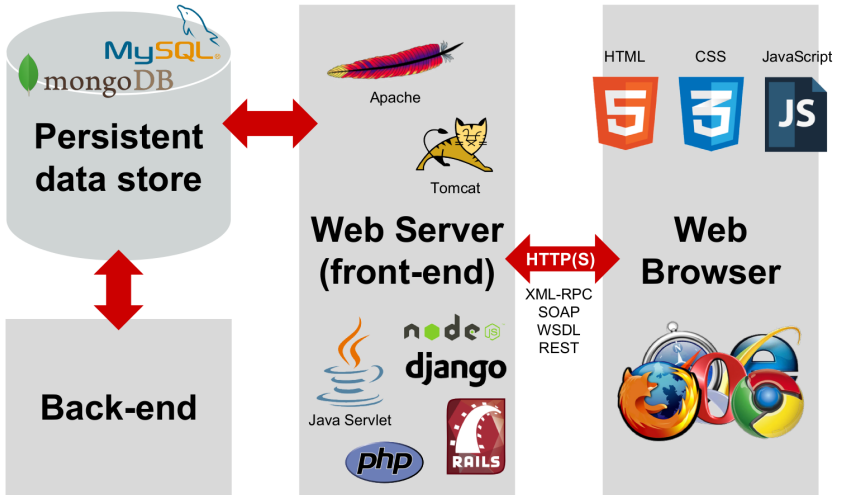 MySQL®
mongoDB
Persistent
data store
Back-end
Apache
Tomcat
Web Server
(front-end)
node
JS
django
Java Servlet
php
RAILS
HTTP(S)
XML-RPC
SOAP
WSDL
REST
HTML
CSS
JavaScript
5
3
JS
Web
Browser